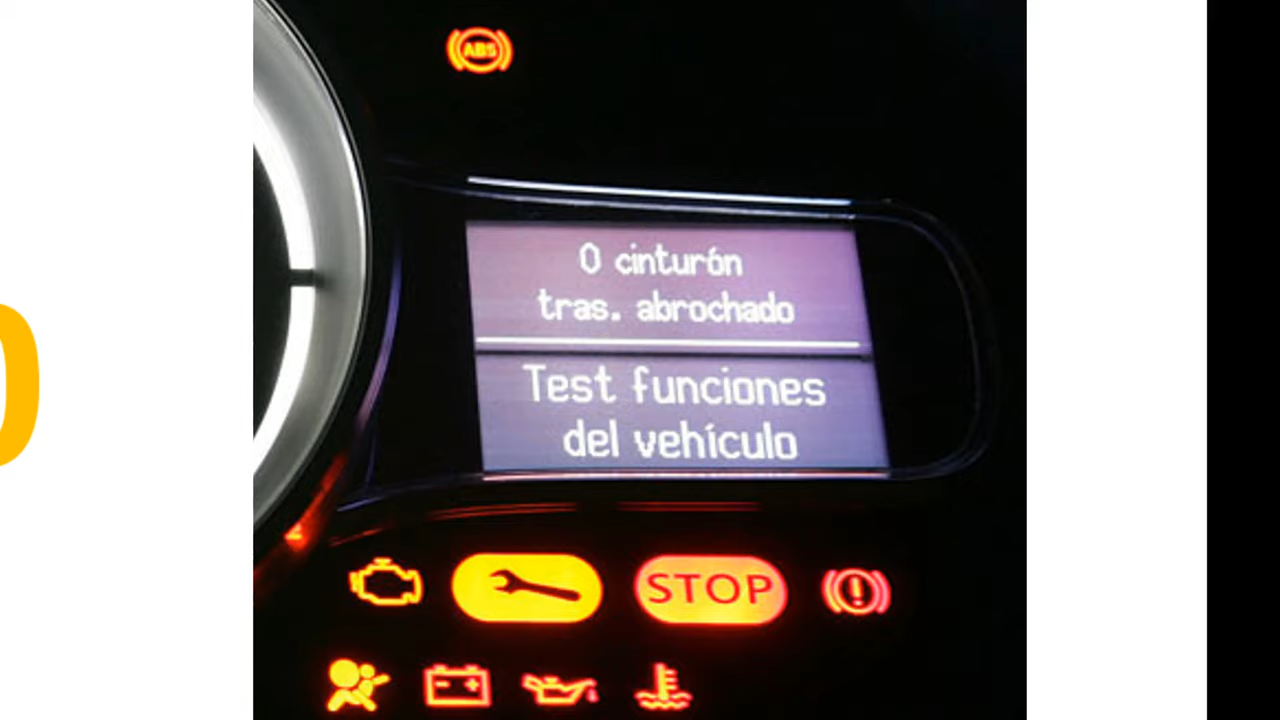 ABS
0 cinturón
tras. abrochado
Test funciones
del vehículo
STOP